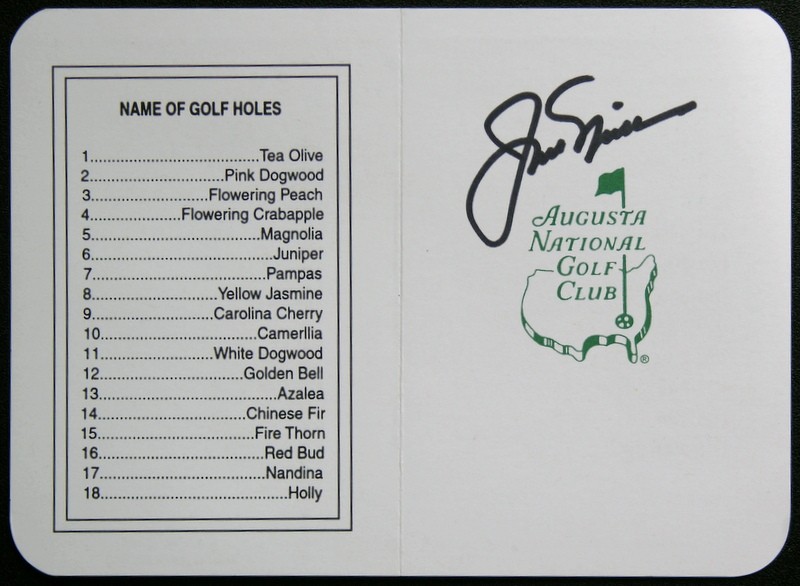 NAME OF GOLF HOLES
1..........................................Tea Olive
2.................................Pink Dogwood
3.............................Flowering Peach
4.......................Flowering Crabapple
5..........................................Magnolia
6.............................................Juniper
7...........................................Pampas
8...............................Yellow Jasmine
9..............................Carolina Cherry
10.......................................Camerllia
11............................White Dogwood
12....................................Golden Bell
13............................................Azalea
14.....................................Chinese Fir
15.......................................Fire Thorn
16.........................................Red Bud
17..........................................Nandina
18...............................................Holly
AUGUSTA
NATIONAL
GOLF
CLUB
®